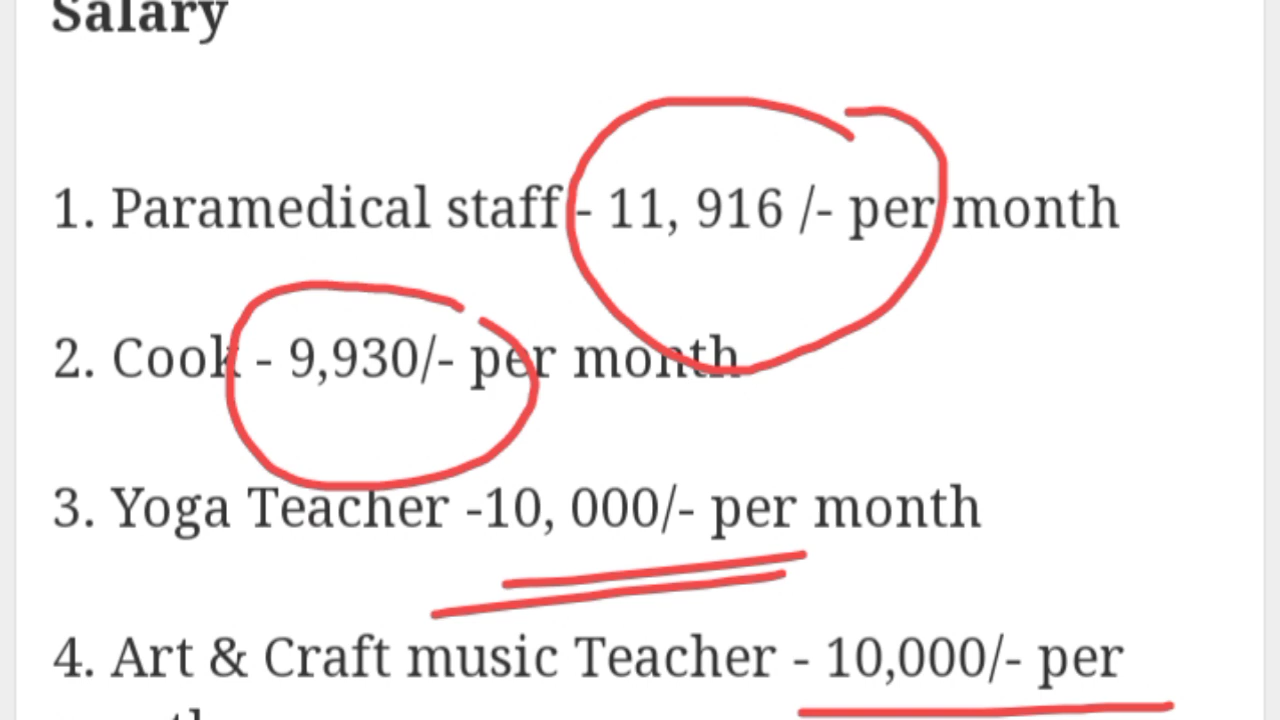 Salary
1. Paramedical staff - 11, 916 /- per month
2. Cook - 9,930/- per month
3. Yoga Teacher -10, 000/- per month
4. Art & Craft music Teacher - 10,000/- per